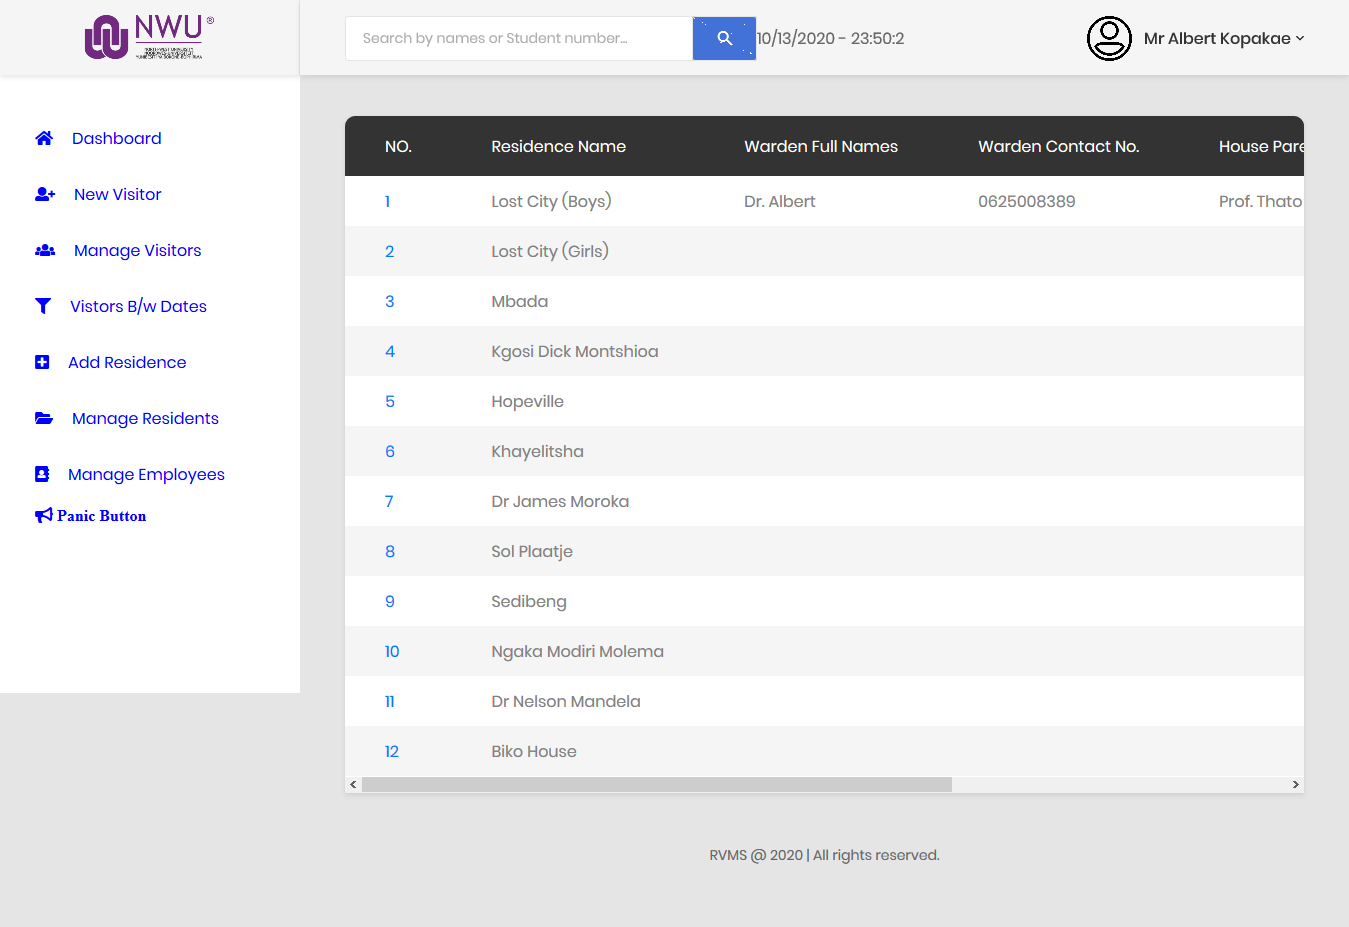 NWU ®
Search by names or Student number...
10/13/2020 - 23:50:2
Mr Albert Kopakae
Dashboard
New Visitor
Manage Visitors
Vistors B/w Dates
Add Residence
Manage Residents
Manage Employees
Panic Button
NO. Residence Name Warden Full Names Warden Contact No. House Pare
1 Lost City (Boys) Dr. Albert 0625008389 Prof. Thato
2 Lost City (Girls)
3 Mbada
4 Kgosi Dick Montshioa
5 Hopeville
6 Khayelitsha
7 Dr James Moroka
8 Sol Plaatje
9 Sedibeng
10 Ngaka Modiri Molema
11 Dr Nelson Mandela
12 Biko House
RVMS @ 2020 | All rights reserved.